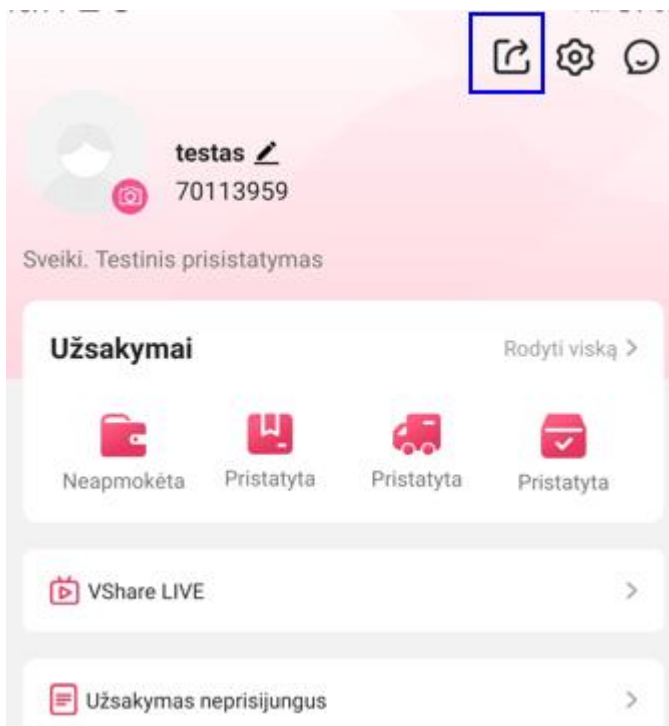 testas
70113959
Sveiki. Testinis prisistatymas
Užsakymai
Rodyti viską >
Neapmokėta
Pristatyta
Pristatyta
Pristatyta
VShare LIVE
Užsakymas neprisijungus